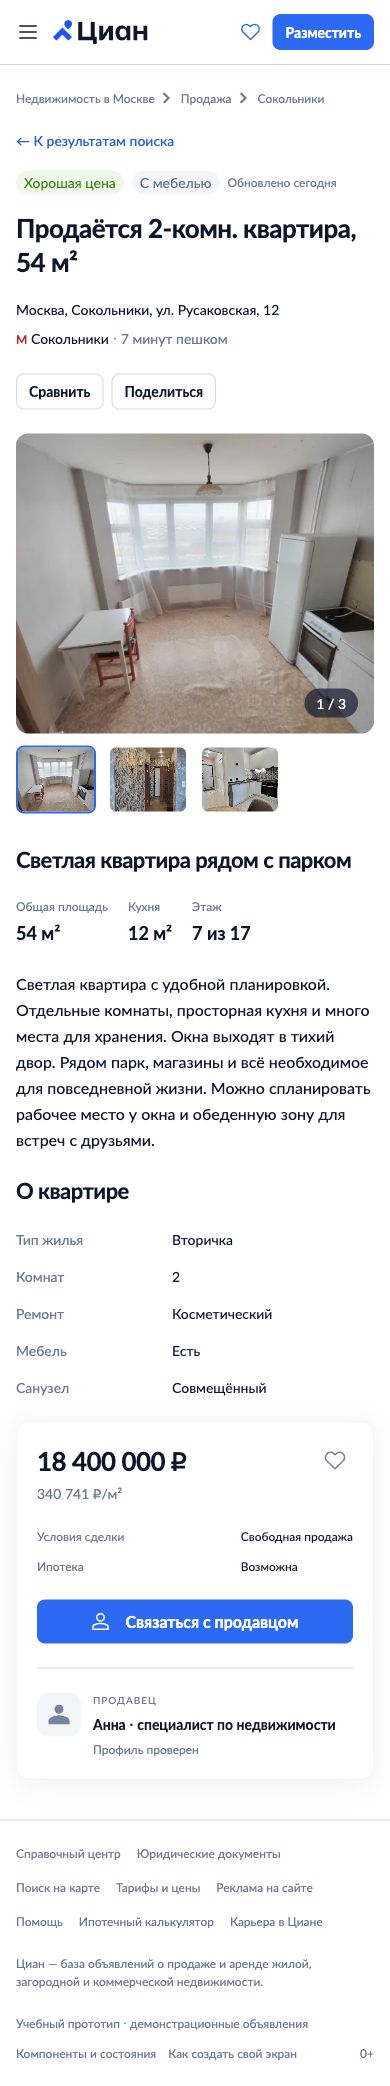 Циан
Разместить
Недвижимость в Москве > Продажа > Сокольники
← К результатам поиска
Хорошая цена С мебелью Обновлено сегодня
Продаётся 2-комн. квартира,
54 м²
Москва, Сокольники, ул. Русаковская, 12
М Сокольники · 7 минут пешком
Сравнить Поделиться
1 / 3
Светлая квартира рядом с парком
Общая площадь Кухня Этаж
54 м² 12 м² 7 из 17
Светлая квартира с удобной планировкой.
Отдельные комнаты, просторная кухня и много
места для хранения. Окна выходят в тихий
двор. Рядом парк, магазины и всё необходимое
для повседневной жизни. Можно спланировать
рабочее место у окна и обеденную зону для
встреч с друзьями.
О квартире
Тип жилья Вторичка
Комнат 2
Ремонт Косметический
Мебель Есть
Санузел Совмещённый
18 400 000 ₽
340 741 ₽/м²
Условия сделки Свободная продажа
Ипотека Возможна
Связаться с продавцом
ПРОДАВЕЦ
Анна · специалист по недвижимости
Профиль проверен
Справочный центр Юридические документы
Поиск на карте Тарифы и цены Реклама на сайте
Помощь Ипотечный калькулятор Карьера в Циане
Циан — база объявлений о продаже и аренде жилой,
загородной и коммерческой недвижимости.
Учебный прототип · демонстрационные объявления
Компоненты и состояния Как создать свой экран 0+